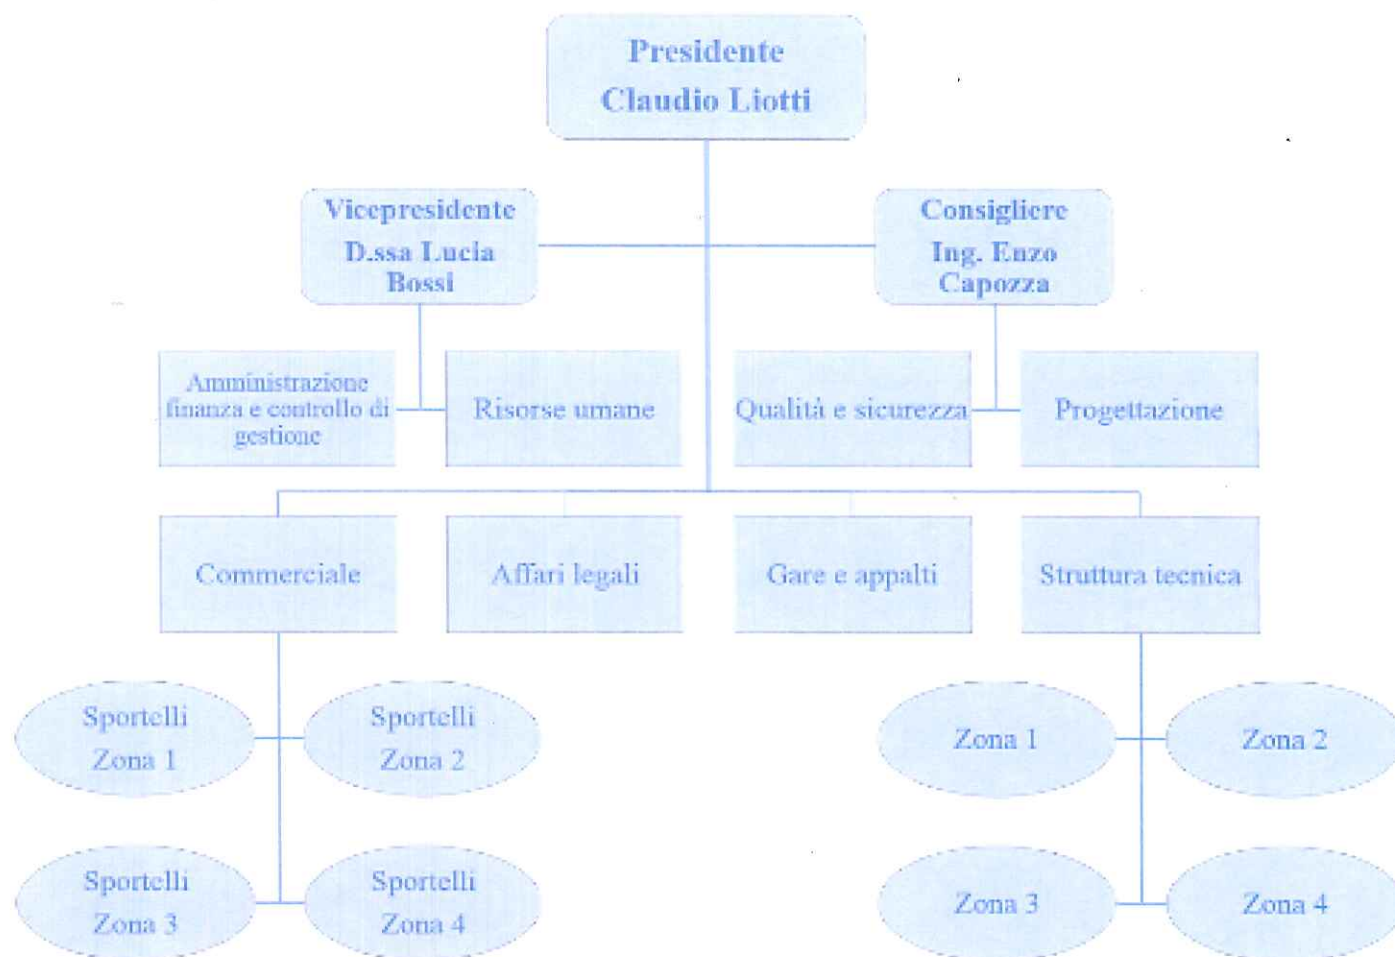 Presidente
Claudio Liotti
Vicepresidente
D.ssa Lucia
Bossi
Consigliere
Ing. Enzo
Capozza
Amministrazione
finanza e controllo di
gestione
Risorse umane
Qualità e sicurezza
Progettazione
Commerciale
Affari legali
Gare e appalti
Struttura tecnica
Sportelli
Zona 1
Sportelli
Zona 2
Zona 1
Zona 2
Sportelli
Zona 3
Sportelli
Zona 4
Zona 3
Zona 4